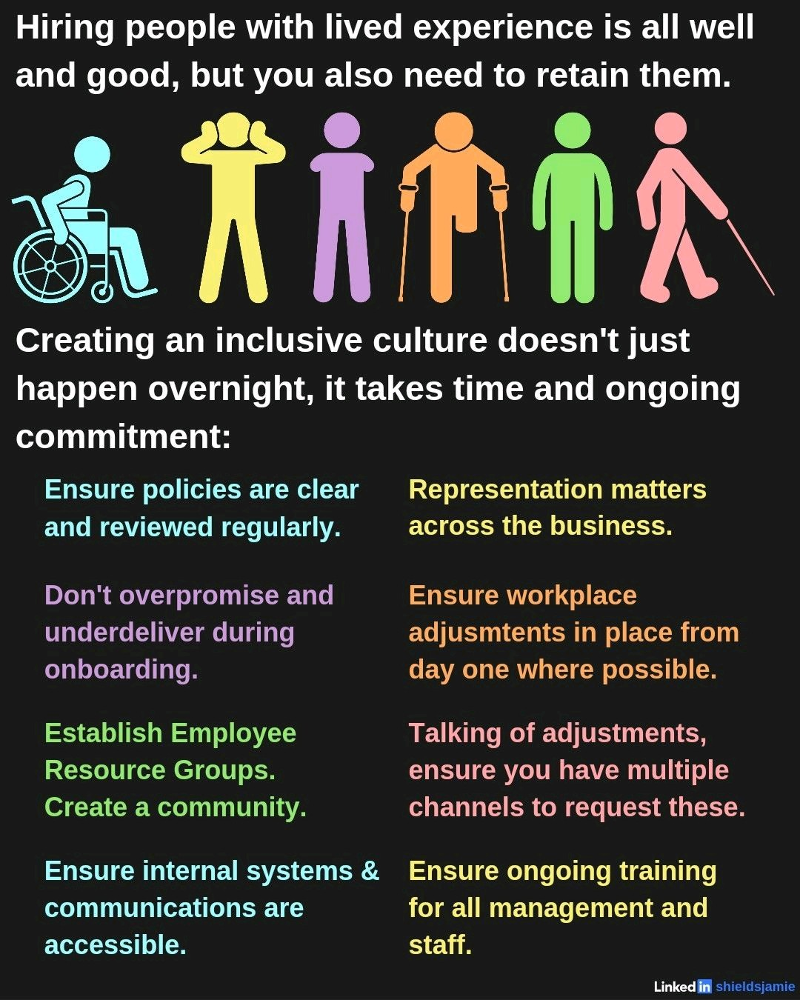 Hiring people with lived experience is all well
and good, but you also need to retain them.
Creating an inclusive culture doesn't just
happen overnight, it takes time and ongoing
commitment:
Ensure policies are clear
and reviewed regularly.
Representation matters
across the business.
Don't overpromise and
underdeliver during
onboarding.
Ensure workplace
adjusmtents in place from
day one where possible.
Establish Employee
Resource Groups.
Create a community.
Talking of adjustments,
ensure you have multiple
channels to request these.
Ensure internal systems &
communications are
accessible.
Ensure ongoing training
for all management and
staff.
Linked in shieldsjamie